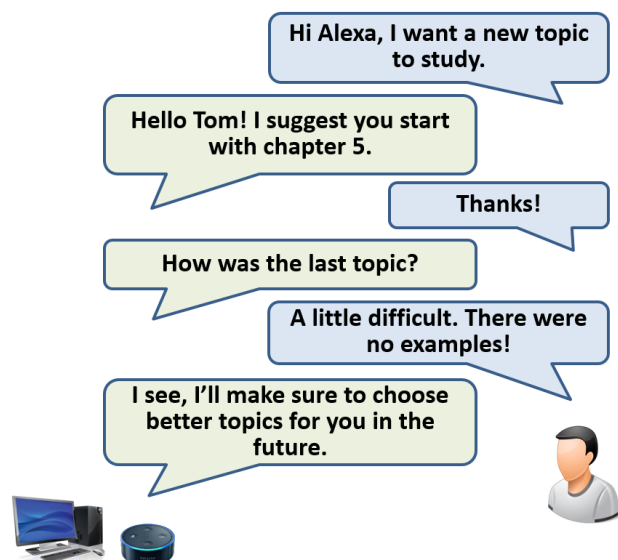 Hi Alexa, I want a new topic
to study.
Hello Tom! I suggest you start
with chapter 5.
Thanks!
How was the last topic?
A little difficult. There were
no examples!
I see, I’ll make sure to choose
better topics for you in the
future.